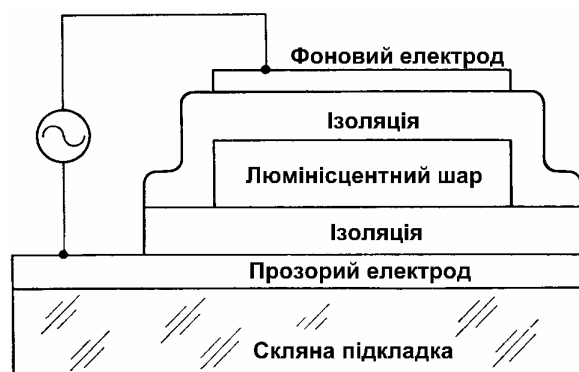 Фоновий електрод
Ізоляція
Люмінісцентний шар
Ізоляція
Прозорий електрод
Скляна підкладка